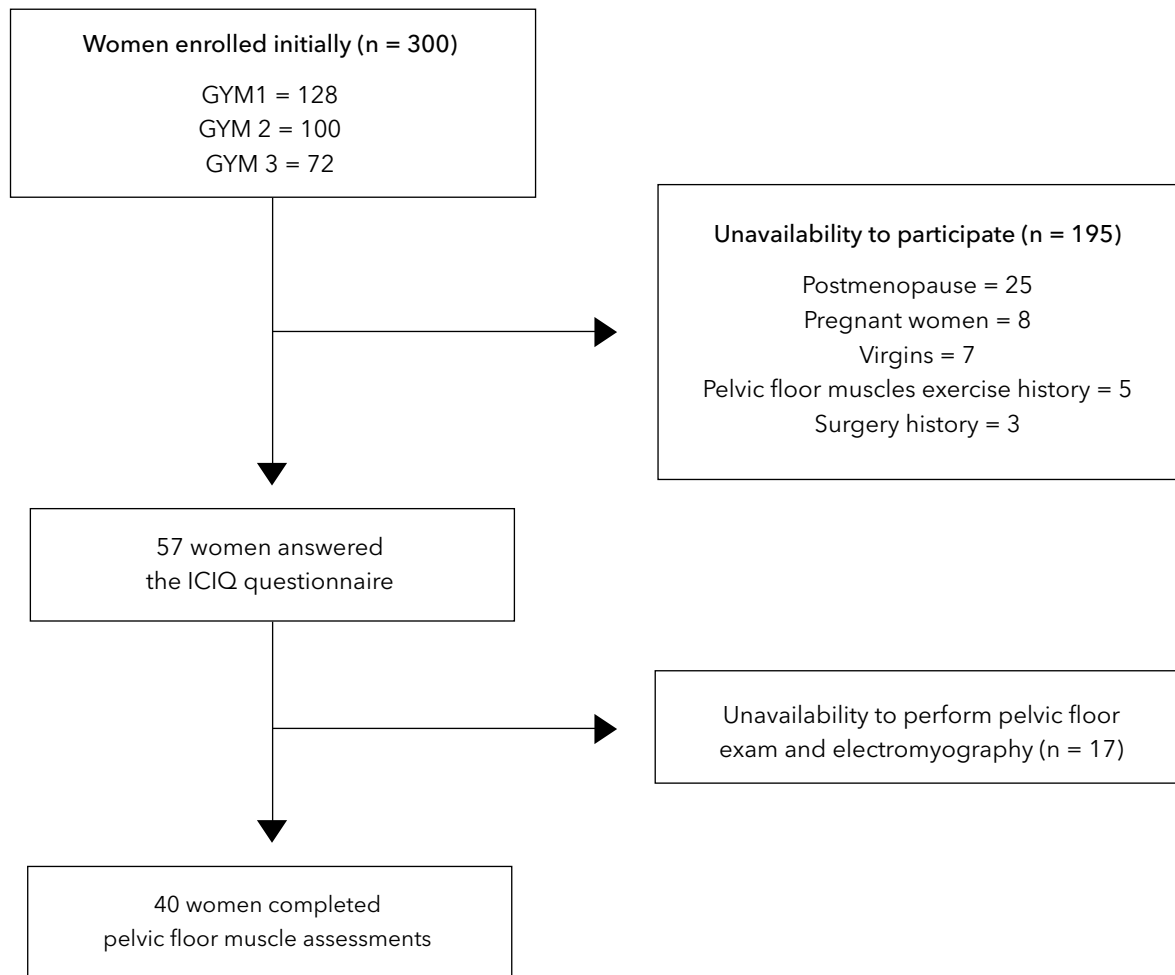 Women enrolled initially (n = 300)
GYM1 = 128
GYM 2 = 100
GYM 3 = 72
Unavailability to participate (n = 195)
Postmenopause = 25
Pregnant women = 8
Virgins = 7
Pelvic floor muscles exercise history = 5
Surgery history = 3
57 women answered
the ICIQ questionnaire
Unavailability to perform pelvic floor
exam and electromyography (n = 17)
40 women completed
pelvic floor muscle assessments